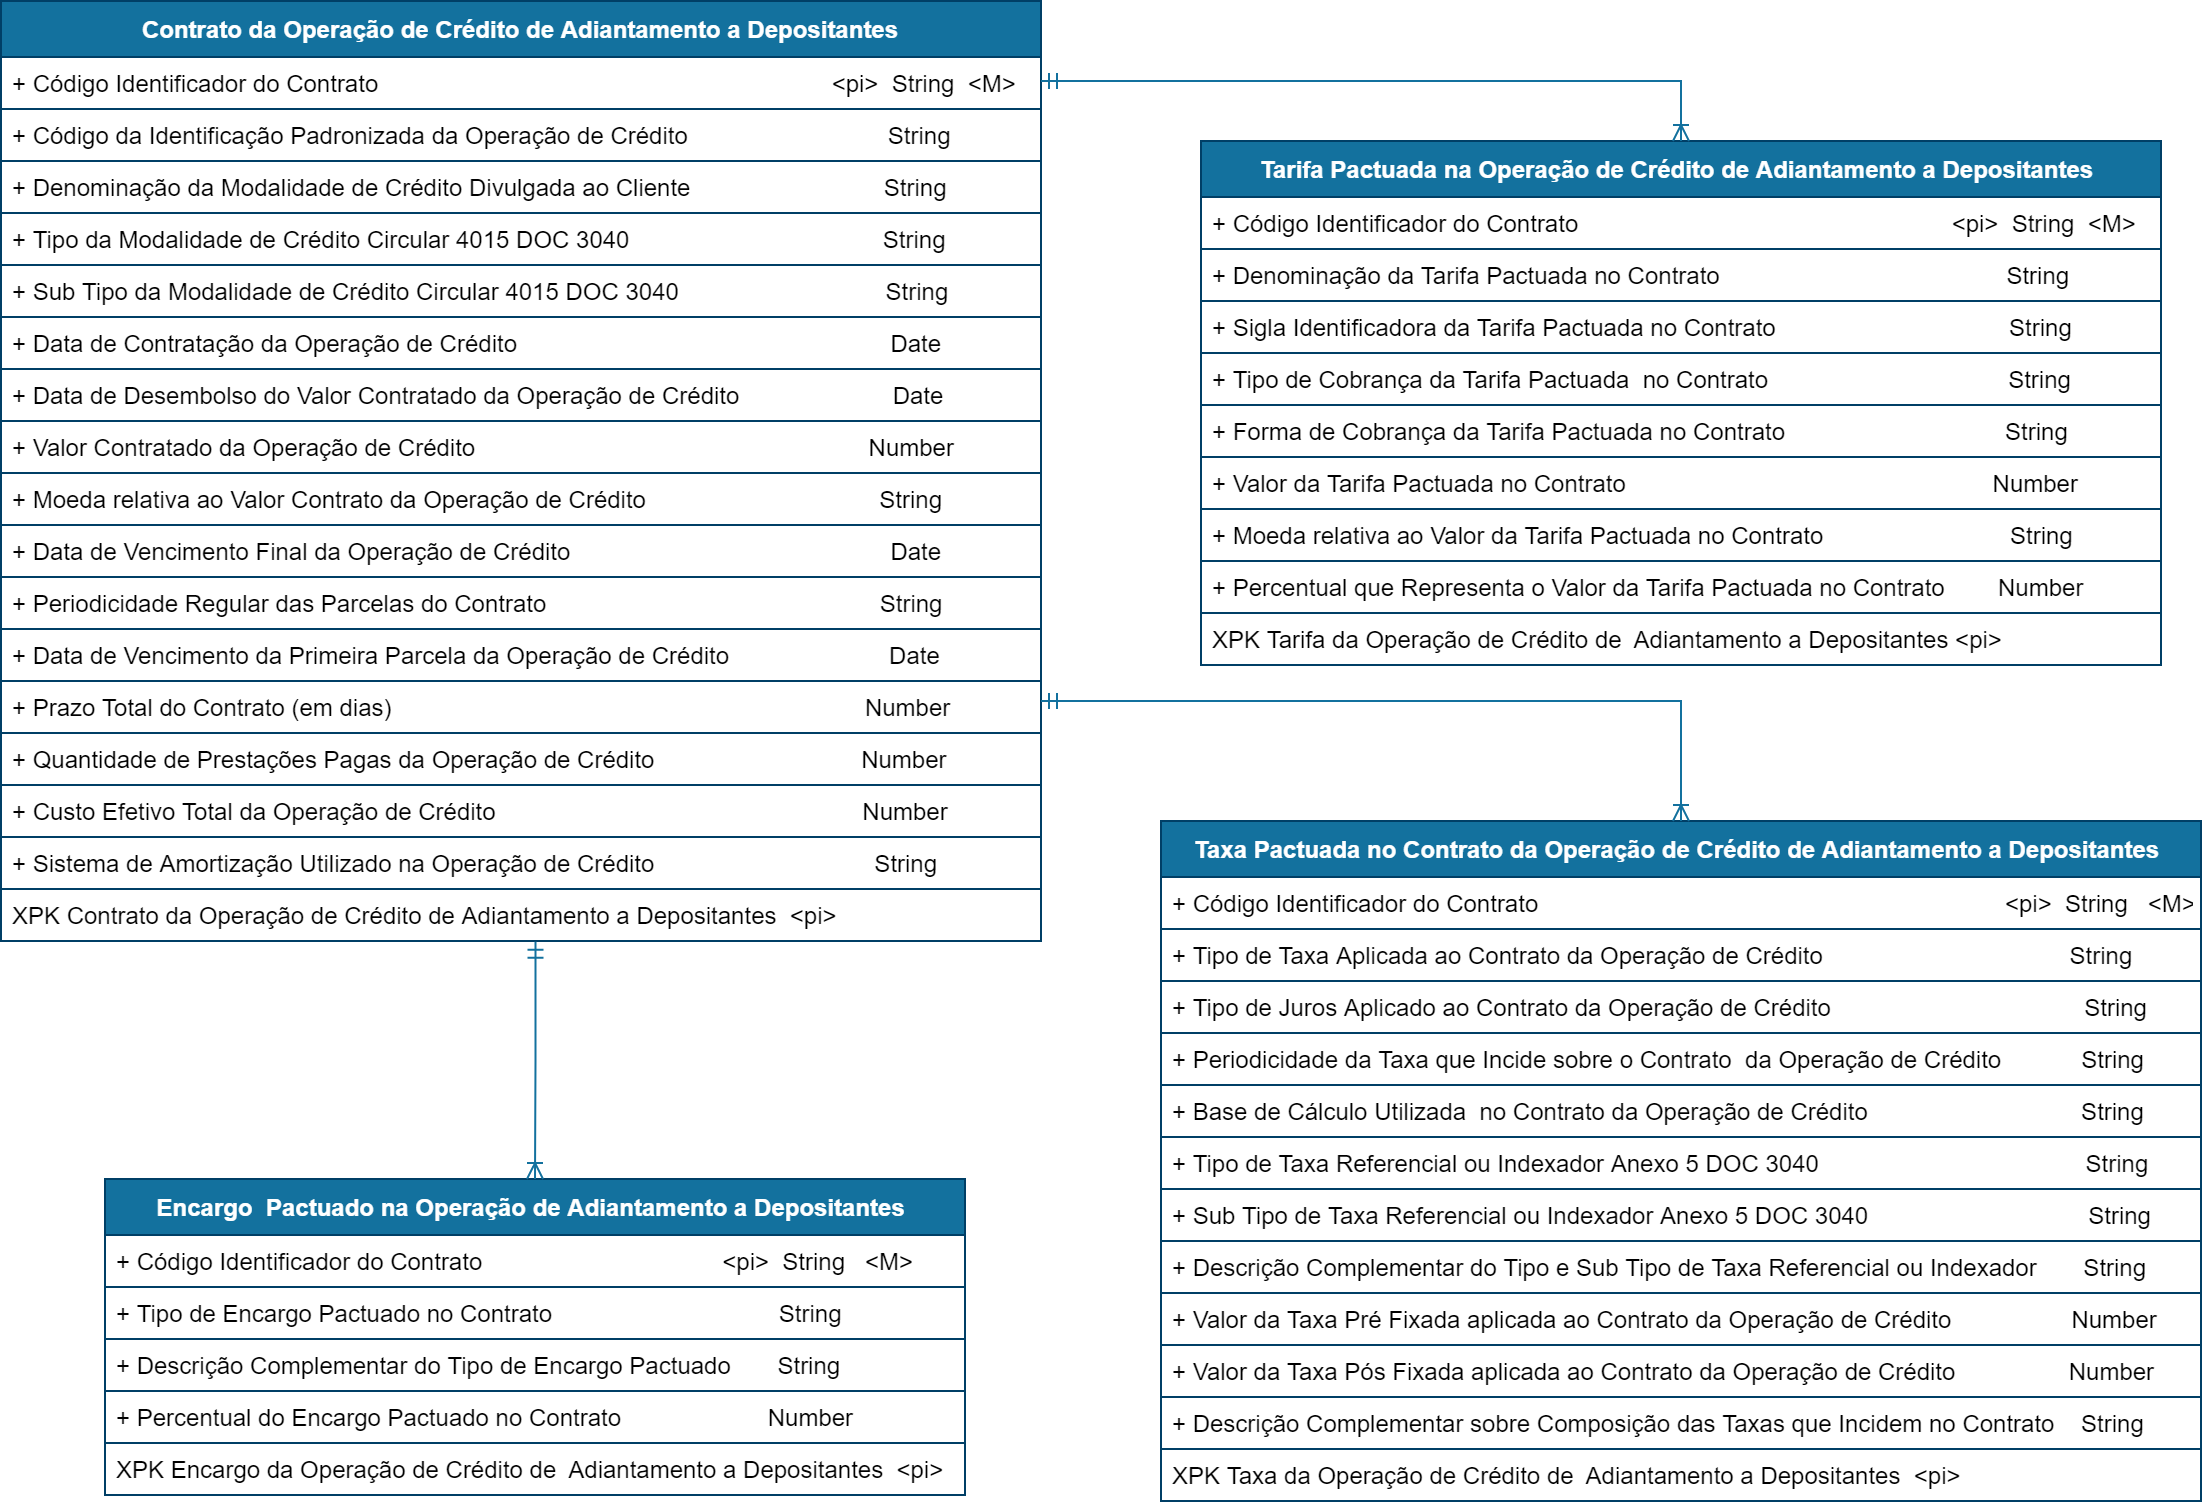 Contrato da Operação de Crédito de Adiantamento a Depositantes
+ Código Identificador do Contrato <pi> String <M>
+ Código da Identificação Padronizada da Operação de Crédito String
+ Denominação da Modalidade de Crédito Divulgada ao Cliente String
+ Tipo da Modalidade de Crédito Circular 4015 DOC 3040 String
+ Sub Tipo da Modalidade de Crédito Circular 4015 DOC 3040 String
+ Data de Contratação da Operação de Crédito Date
+ Data de Desembolso do Valor Contratado da Operação de Crédito Date
+ Valor Contratado da Operação de Crédito Number
+ Moeda relativa ao Valor Contrato da Operação de Crédito String
+ Data de Vencimento Final da Operação de Crédito Date
+ Periodicidade Regular das Parcelas do Contrato String
+ Data de Vencimento da Primeira Parcela da Operação de Crédito Date
+ Prazo Total do Contrato (em dias) Number
+ Quantidade de Prestações Pagas da Operação de Crédito Number
+ Custo Efetivo Total da Operação de Crédito Number
+ Sistema de Amortização Utilizado na Operação de Crédito String
XPK Contrato da Operação de Crédito de Adiantamento a Depositantes <pi>
Tarifa Pactuada na Operação de Crédito de Adiantamento a Depositantes
+ Código Identificador do Contrato <pi> String <M>
+ Denominação da Tarifa Pactuada no Contrato String
+ Sigla Identificadora da Tarifa Pactuada no Contrato String
+ Tipo de Cobrança da Tarifa Pactuada no Contrato String
+ Forma de Cobrança da Tarifa Pactuada no Contrato String
+ Valor da Tarifa Pactuada no Contrato Number
+ Moeda relativa ao Valor da Tarifa Pactuada no Contrato String
+ Percentual que Representa o Valor da Tarifa Pactuada no Contrato Number
XPK Tarifa da Operação de Crédito de Adiantamento a Depositantes <pi>
Taxa Pactuada no Contrato da Operação de Crédito de Adiantamento a Depositantes
+ Código Identificador do Contrato <pi> String <M>
+ Tipo de Taxa Aplicada ao Contrato da Operação de Crédito String
+ Tipo de Juros Aplicado ao Contrato da Operação de Crédito String
+ Periodicidade da Taxa que Incide sobre o Contrato da Operação de Crédito String
+ Base de Cálculo Utilizada no Contrato da Operação de Crédito String
+ Tipo de Taxa Referencial ou Indexador Anexo 5 DOC 3040 String
+ Sub Tipo de Taxa Referencial ou Indexador Anexo 5 DOC 3040 String
+ Descrição Complementar do Tipo e Sub Tipo de Taxa Referencial ou Indexador String
+ Valor da Taxa Pré Fixada aplicada ao Contrato da Operação de Crédito Number
+ Valor da Taxa Pós Fixada aplicada ao Contrato da Operação de Crédito Number
+ Descrição Complementar sobre Composição das Taxas que Incidem no Contrato String
XPK Taxa da Operação de Crédito de Adiantamento a Depositantes <pi>
Encargo Pactuado na Operação de Adiantamento a Depositantes
+ Código Identificador do Contrato <pi> String <M>
+ Tipo de Encargo Pactuado no Contrato String
+ Descrição Complementar do Tipo de Encargo Pactuado String
+ Percentual do Encargo Pactuado no Contrato Number
XPK Encargo da Operação de Crédito de Adiantamento a Depositantes <pi>